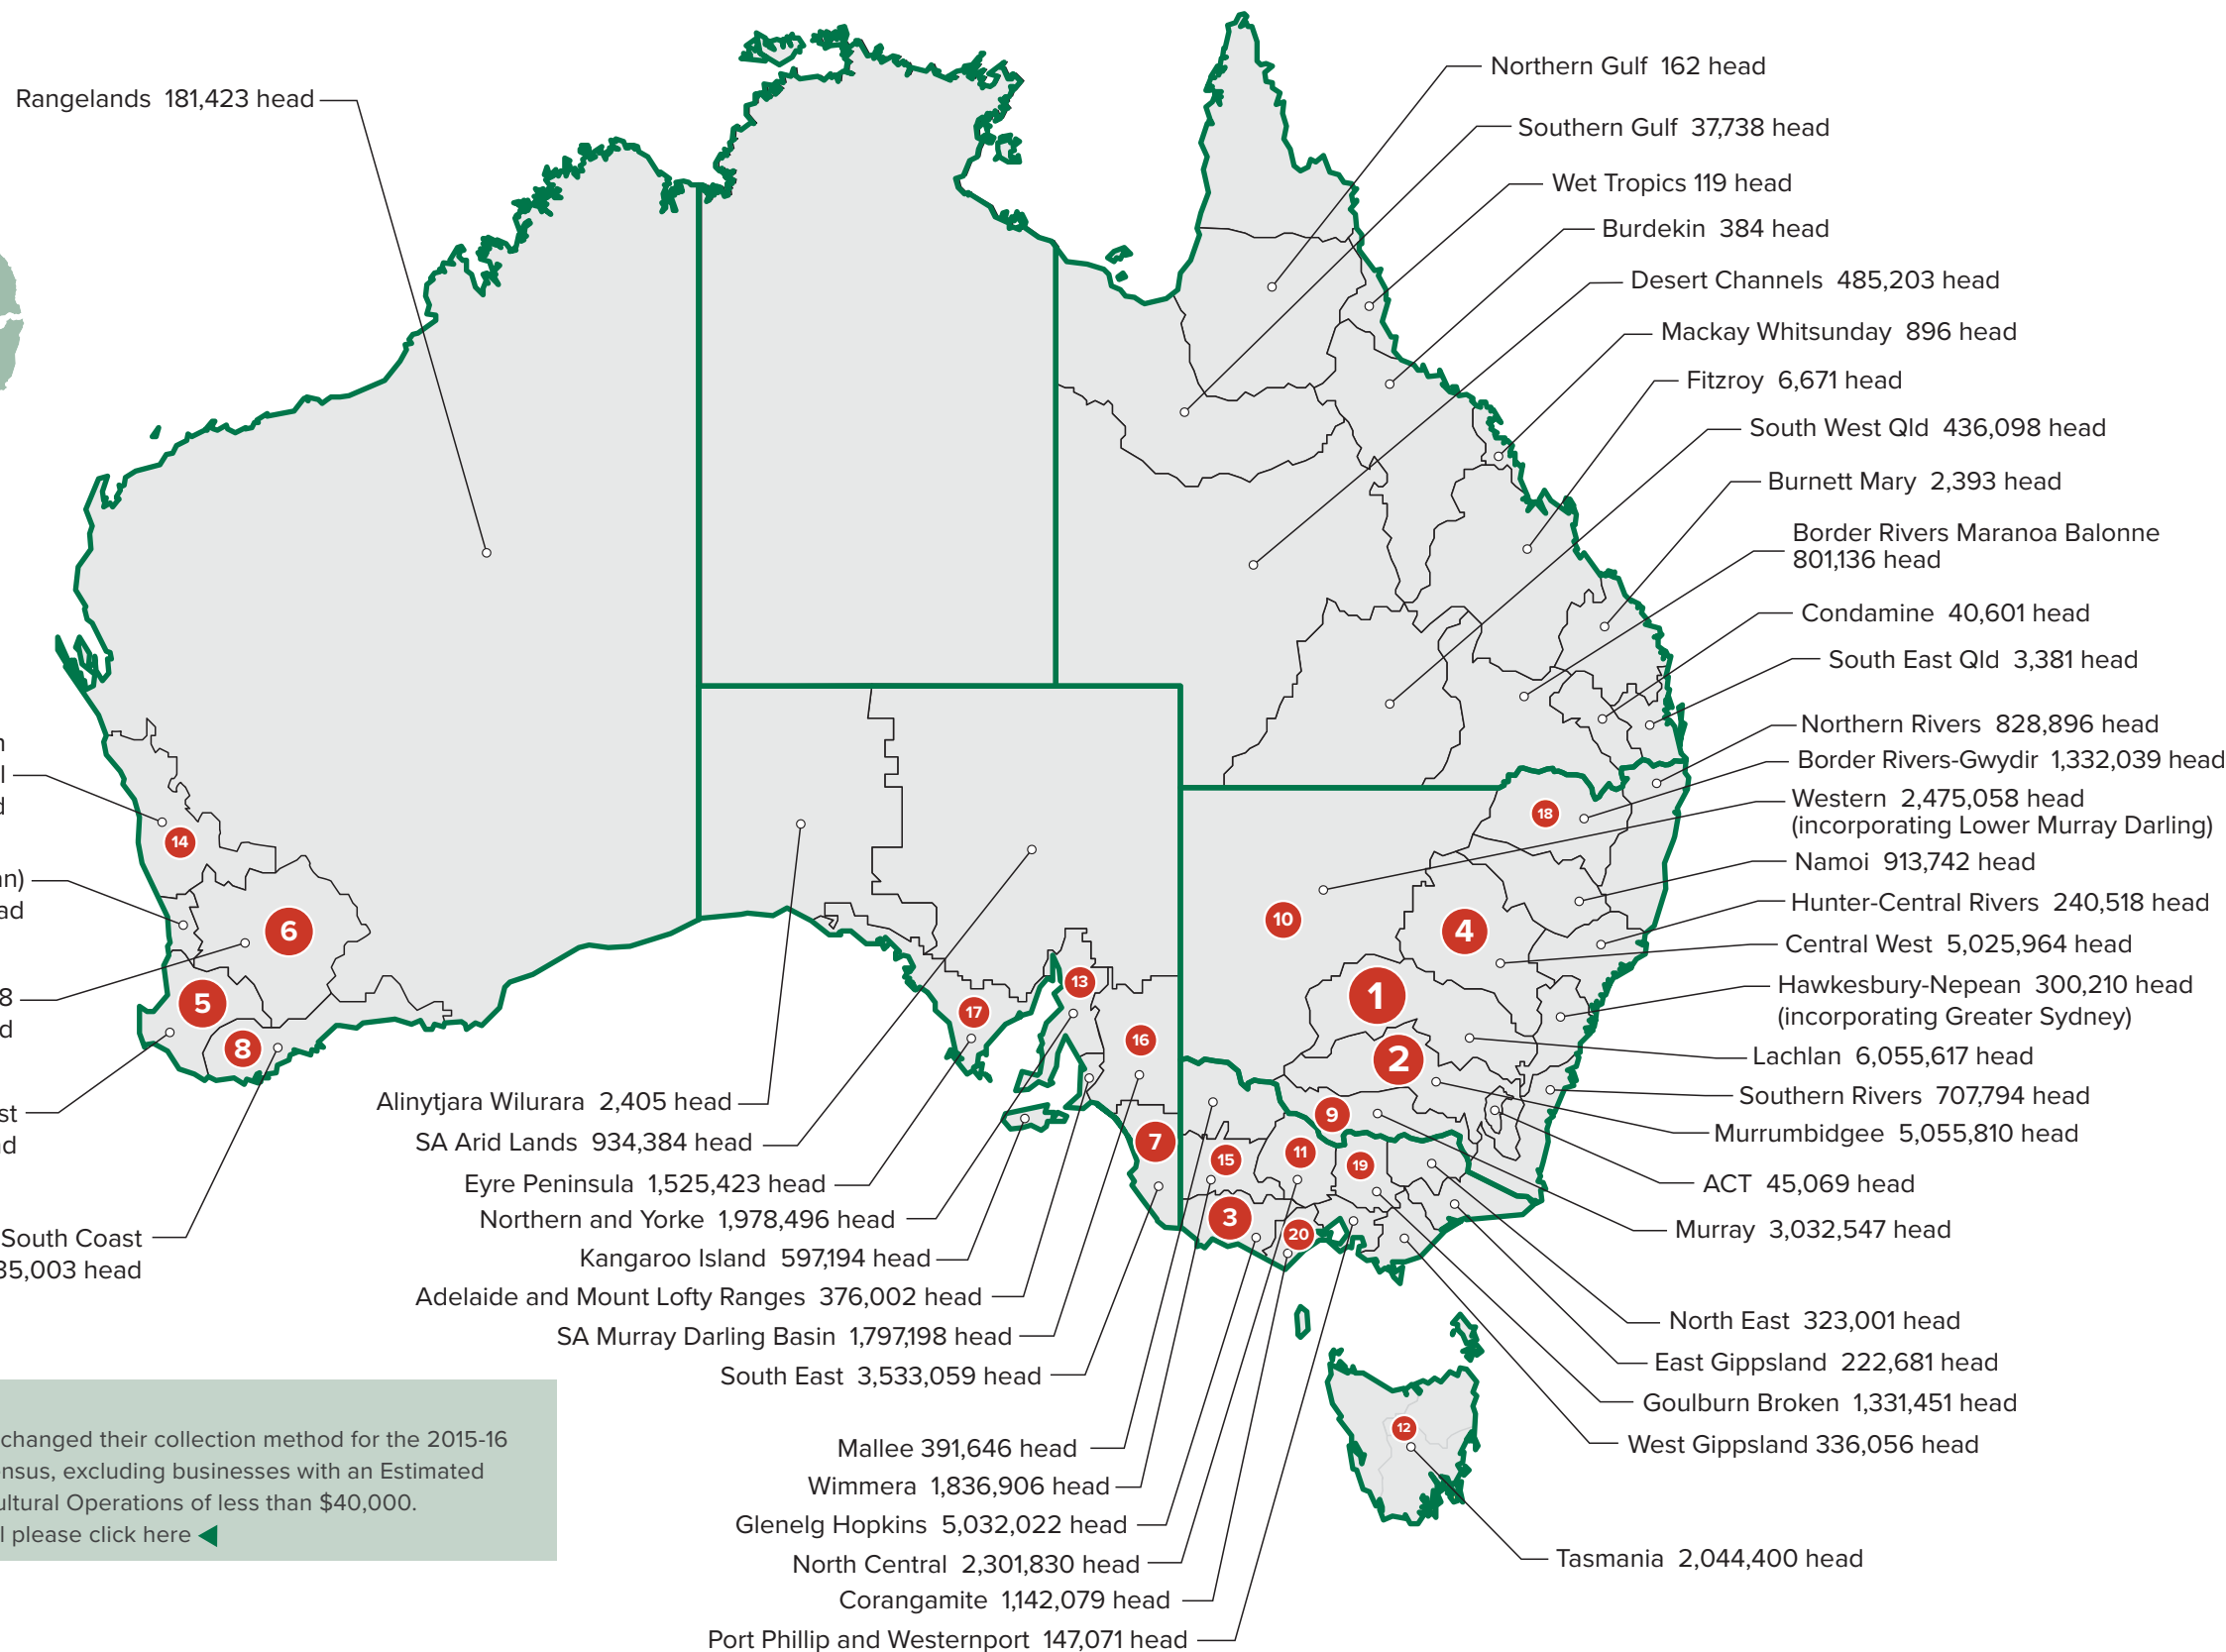 Rangelands 181,423 head
Northern Gulf 162 head
Southern Gulf 37,738 head
Wet Tropics 119 head
Burdekin 384 head
Desert Channels 485,203 head
Mackay Whitsunday 896 head
Fitzroy 6,671 head
South West Qld 436,098 head
Burnett Mary 2,393 head
Border Rivers Maranoa Balonne
801,136 head
Condamine 40,601 head
South East Qld 3,381 head
Northern Rivers 828,896 head
Border Rivers-Gwydir 1,332,039 head
Western 2,475,058 head
(incorporating Lower Murray Darling)
Namoi 913,742 head
Hunter-Central Rivers 240,518 head
Central West 5,025,964 head
Hawkesbury-Nepean 300,210 head
(incorporating Greater Sydney)
Lachlan 6,055,617 head
Southern Rivers 707,794 head
Murrumbidgee 5,055,810 head
ACT 45,069 head
Murray 3,032,547 head
North East 323,001 head
East Gippsland 222,681 head
Goulburn Broken 1,331,451 head
West Gippsland 336,056 head
Tasmania 2,044,400 head
18
10
4
1
2
9
11
19
15
3
20
12
7
16
13
17
14
6
5
8
South Coast
35,003 head
Alinytjara Wilurara 2,405 head
SA Arid Lands 934,384 head
Eyre Peninsula 1,525,423 head
Northern and Yorke 1,978,496 head
Kangaroo Island 597,194 head
Adelaide and Mount Lofty Ranges 376,002 head
SA Murray Darling Basin 1,797,198 head
South East 3,533,059 head
Mallee 391,646 head
Wimmera 1,836,906 head
Glenelg Hopkins 5,032,022 head
North Central 2,301,830 head
Corangamite 1,142,079 head
Port Phillip and Westernport 147,071 head
changed their collection method for the 2015-16
excluding businesses with an Estimated
Operations of less than $40,000.
please click here